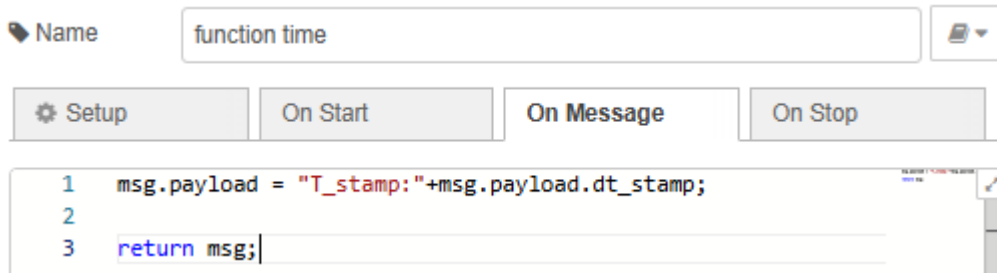 Name
function time
Setup
On Start
On Message
On Stop
1 msg.payload = "T_stamp:"+msg.payload.dt_stamp;
2
3 return msg;